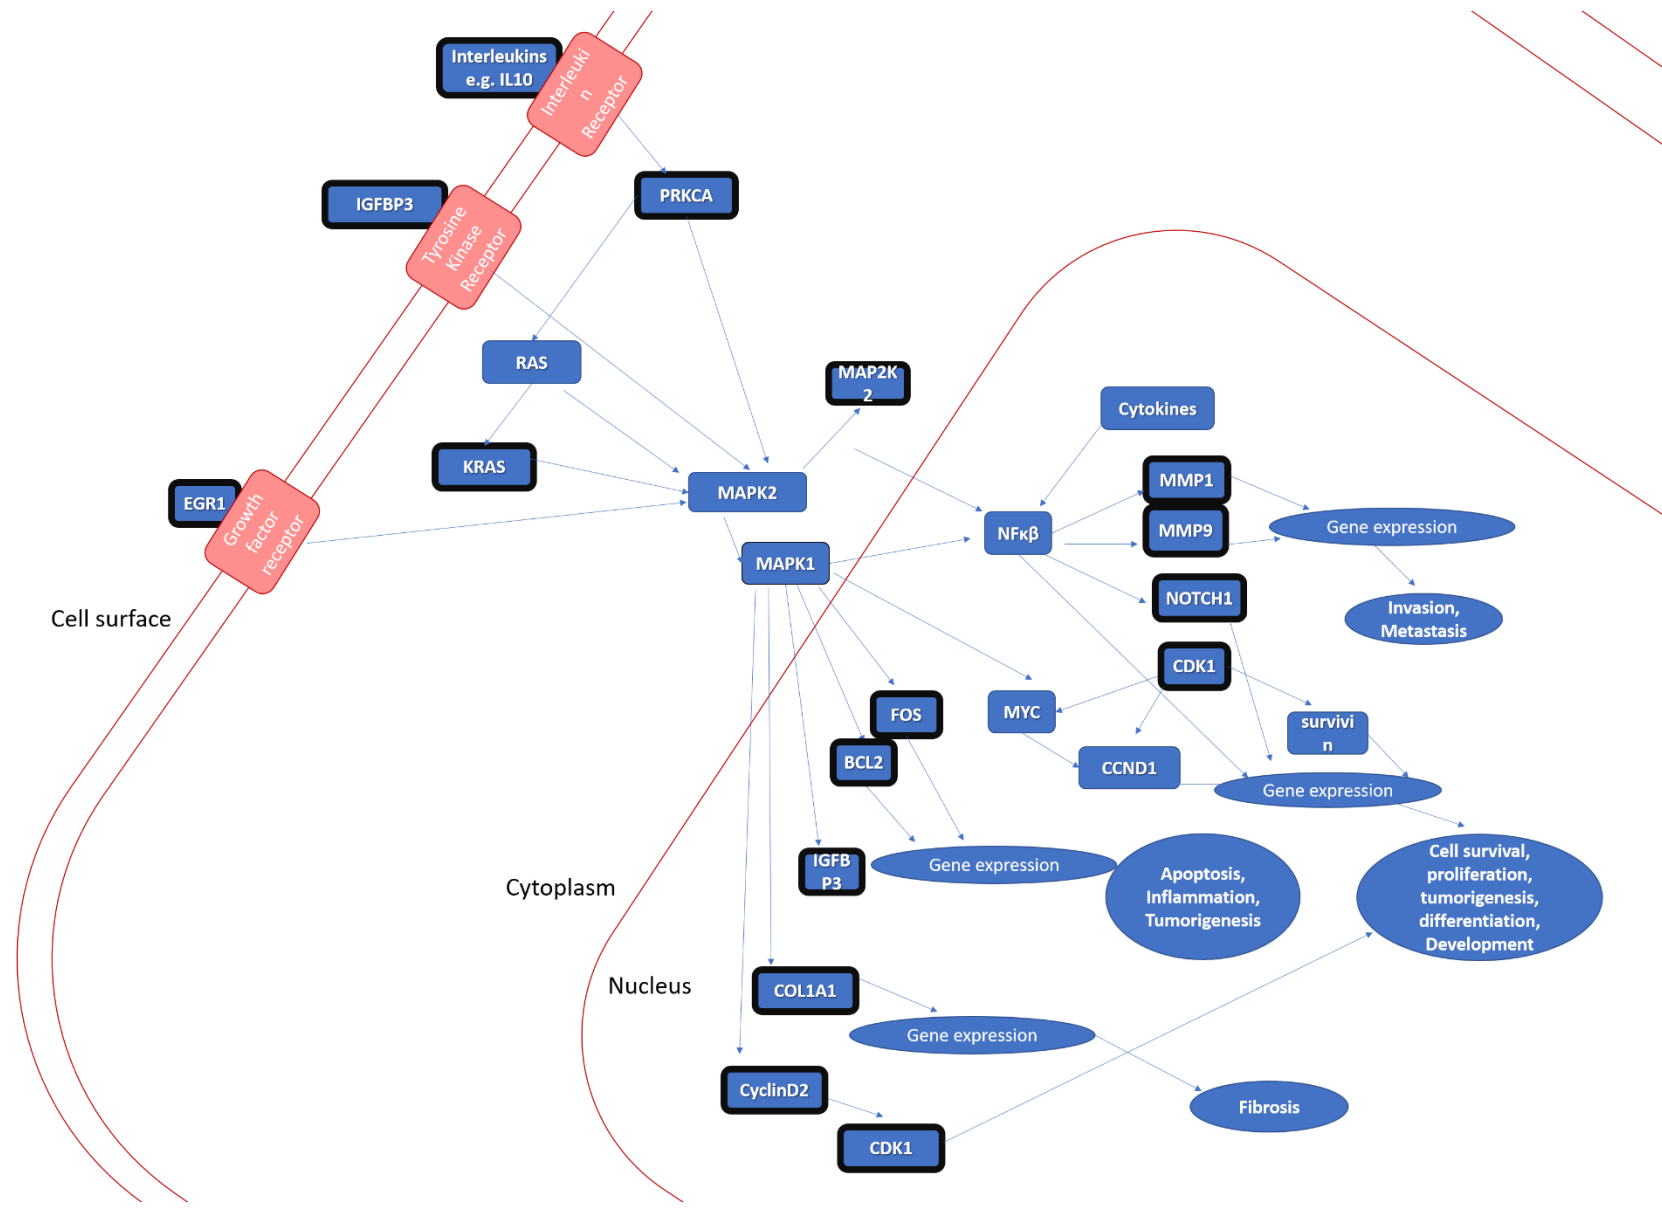 Interleukins
e.g. IL10
Interleuki
n
Receptor
IGFBP3
Tyrosine
Kinase
Receptor
PRKCA
RAS
MAP2K
2
Cytokines
KRAS
MAPK2
MMP1
EGR1
Growth
factor
receptor
NFκβ
MMP9
Gene expression
MAPK1
NOTCH1
Invasion,
Metastasis
Cell surface
CDK1
FOS
MYC
survivi
n
BCL2
CCND1
Gene expression
IGFB
P3
Gene expression
Apoptosis,
Inflammation,
Tumorigenesis
Cell survival,
proliferation,
tumorigenesis,
differentiation,
Development
Cytoplasm
Nucleus
COL1A1
Gene expression
CyclinD2
Fibrosis
CDK1